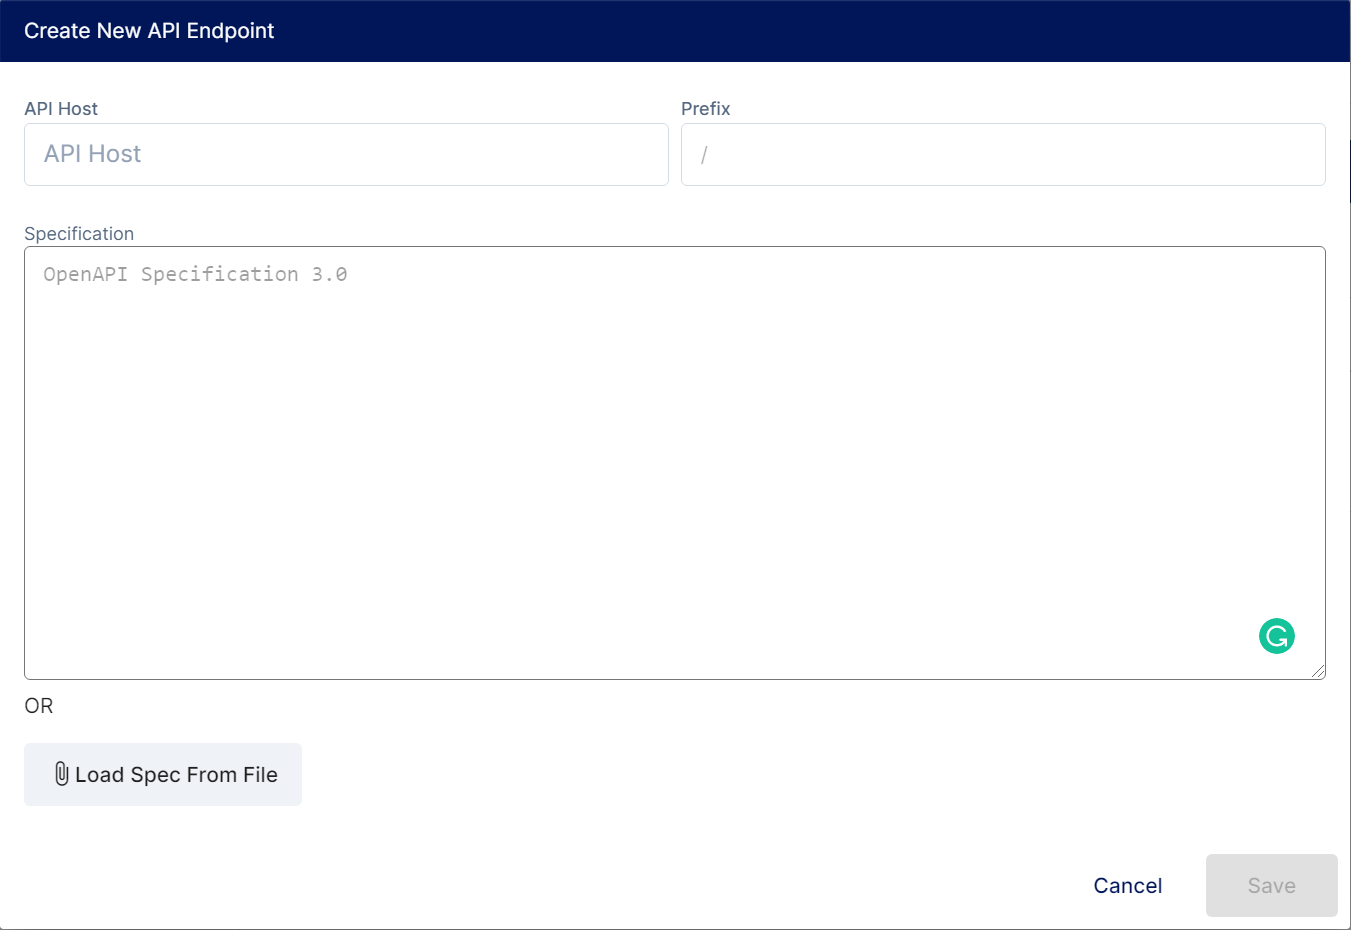 Create New API Endpoint
API Host
Prefix
API Host
/
Specification
OpenAPI Specification 3.0
OR
Load Spec From File
Cancel
Save